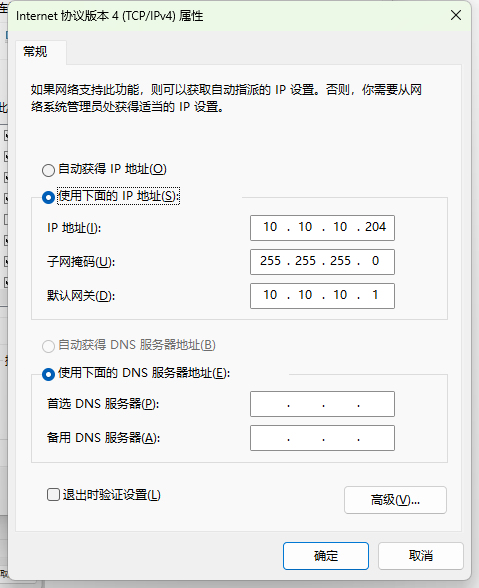 Internet 协议版本 4 (TCP/IPv4) 属性
常规
如果网络支持此功能，则可以获取自动指派的 IP 设置。否则，你需要从网
络系统管理员处获得适当的 IP 设置。
自动获得 IP 地址(O)
使用下面的 IP 地址(S):
IP 地址(I): 10 . 10 . 10 . 204
子网掩码(U): 255 . 255 . 255 . 0
默认网关(D): 10 . 10 . 10 . 1
自动获得 DNS 服务器地址(B)
使用下面的 DNS 服务器地址(E):
首选 DNS 服务器(P): . . .
备用 DNS 服务器(A): . . .
退出时验证设置(L)
高级(V)...
确定 取消